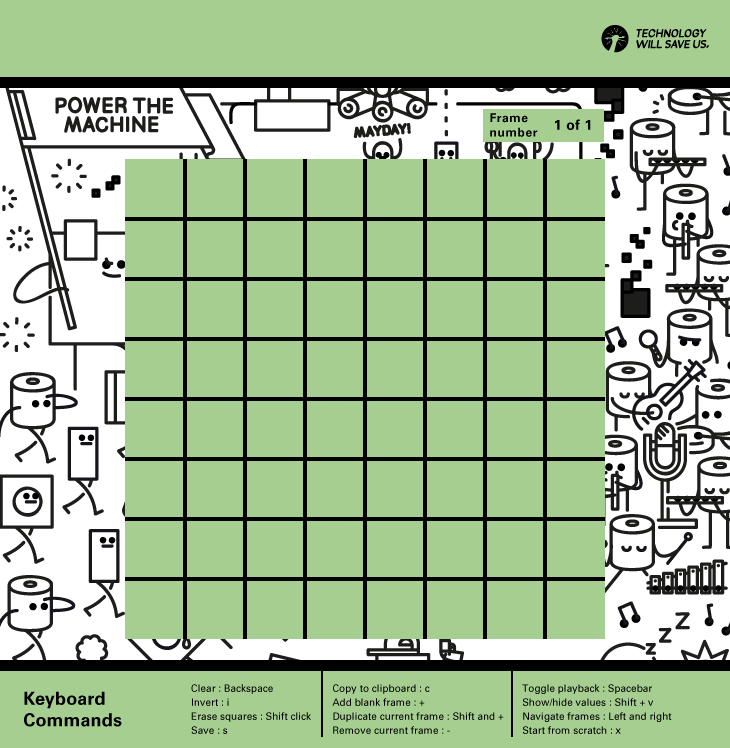 TECHNOLOGY
WILL SAVE US.
POWER THE
MACHINE
MAYDAY!
Frame
number
1 of 1
z z Z
Keyboard
Commands
Clear : Backspace
Invert : i
Erase squares : Shift click
Save : s
Copy to clipboard : c
Add blank frame : +
Duplicate current frame : Shift and +
Remove current frame : -
Toggle playback : Spacebar
Show/hide values : Shift + v
Navigate frames : Left and right
Start from scratch : x